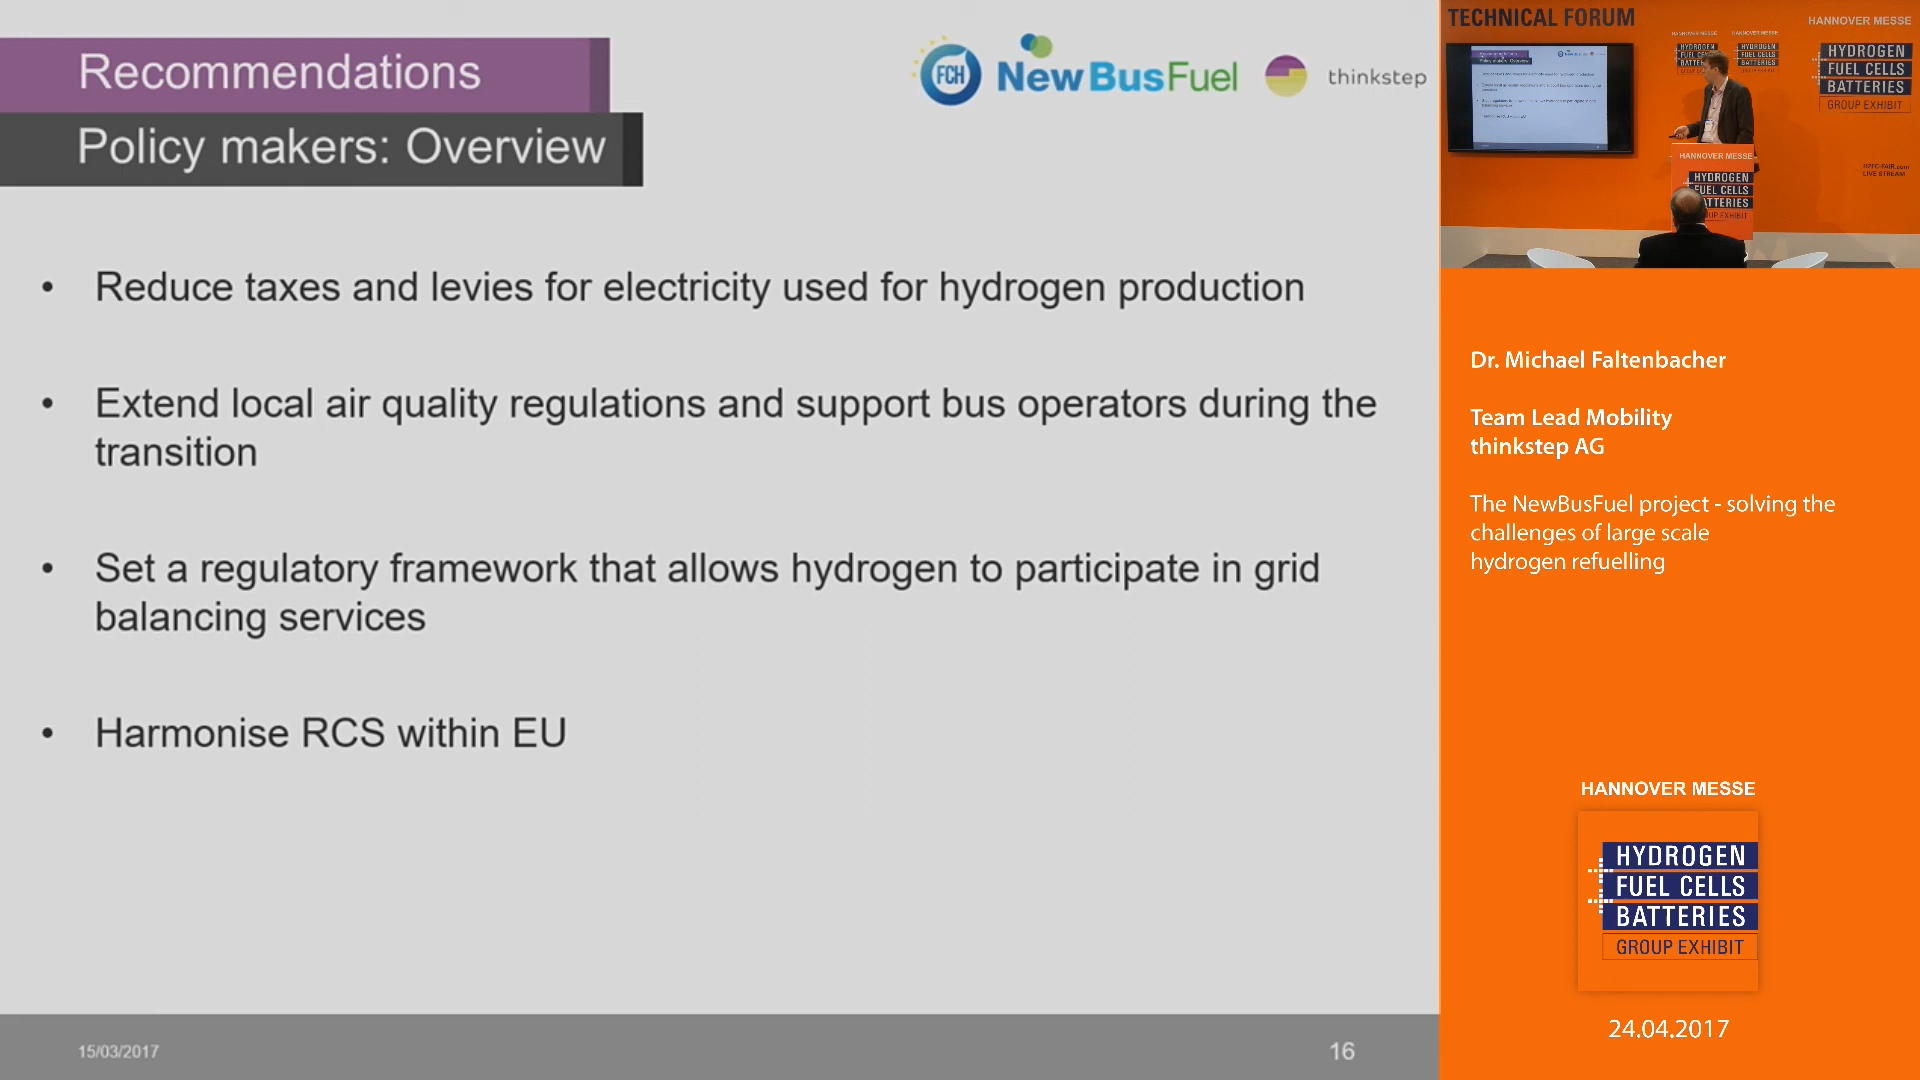 Recommendations
Policy makers: Overview
FCH
NewBusFuel
thinkstep
• Reduce taxes and levies for electricity used for hydrogen production
• Extend local air quality regulations and support bus operators during the
transition
• Set a regulatory framework that allows hydrogen to participate in grid
balancing services
• Harmonise RCS within EU
15/03/2017
16
TECHNICAL FORUM
HANNOVER MESSE
HYDROGEN
FUEL CELLS
BATTERIES
GROUP EXHIBIT
HANNOVER MESSE
HYDROGEN
FUEL CELLS
LIVE STREAM
Dr. Michael Faltenbacher
Team Lead Mobility
thinkstep AG
The NewBusFuel project - solving the
challenges of large scale
hydrogen refuelling
HANNOVER MESSE
HYDROGEN
FUEL CELLS
BATTERIES
GROUP EXHIBIT
24.04.2017